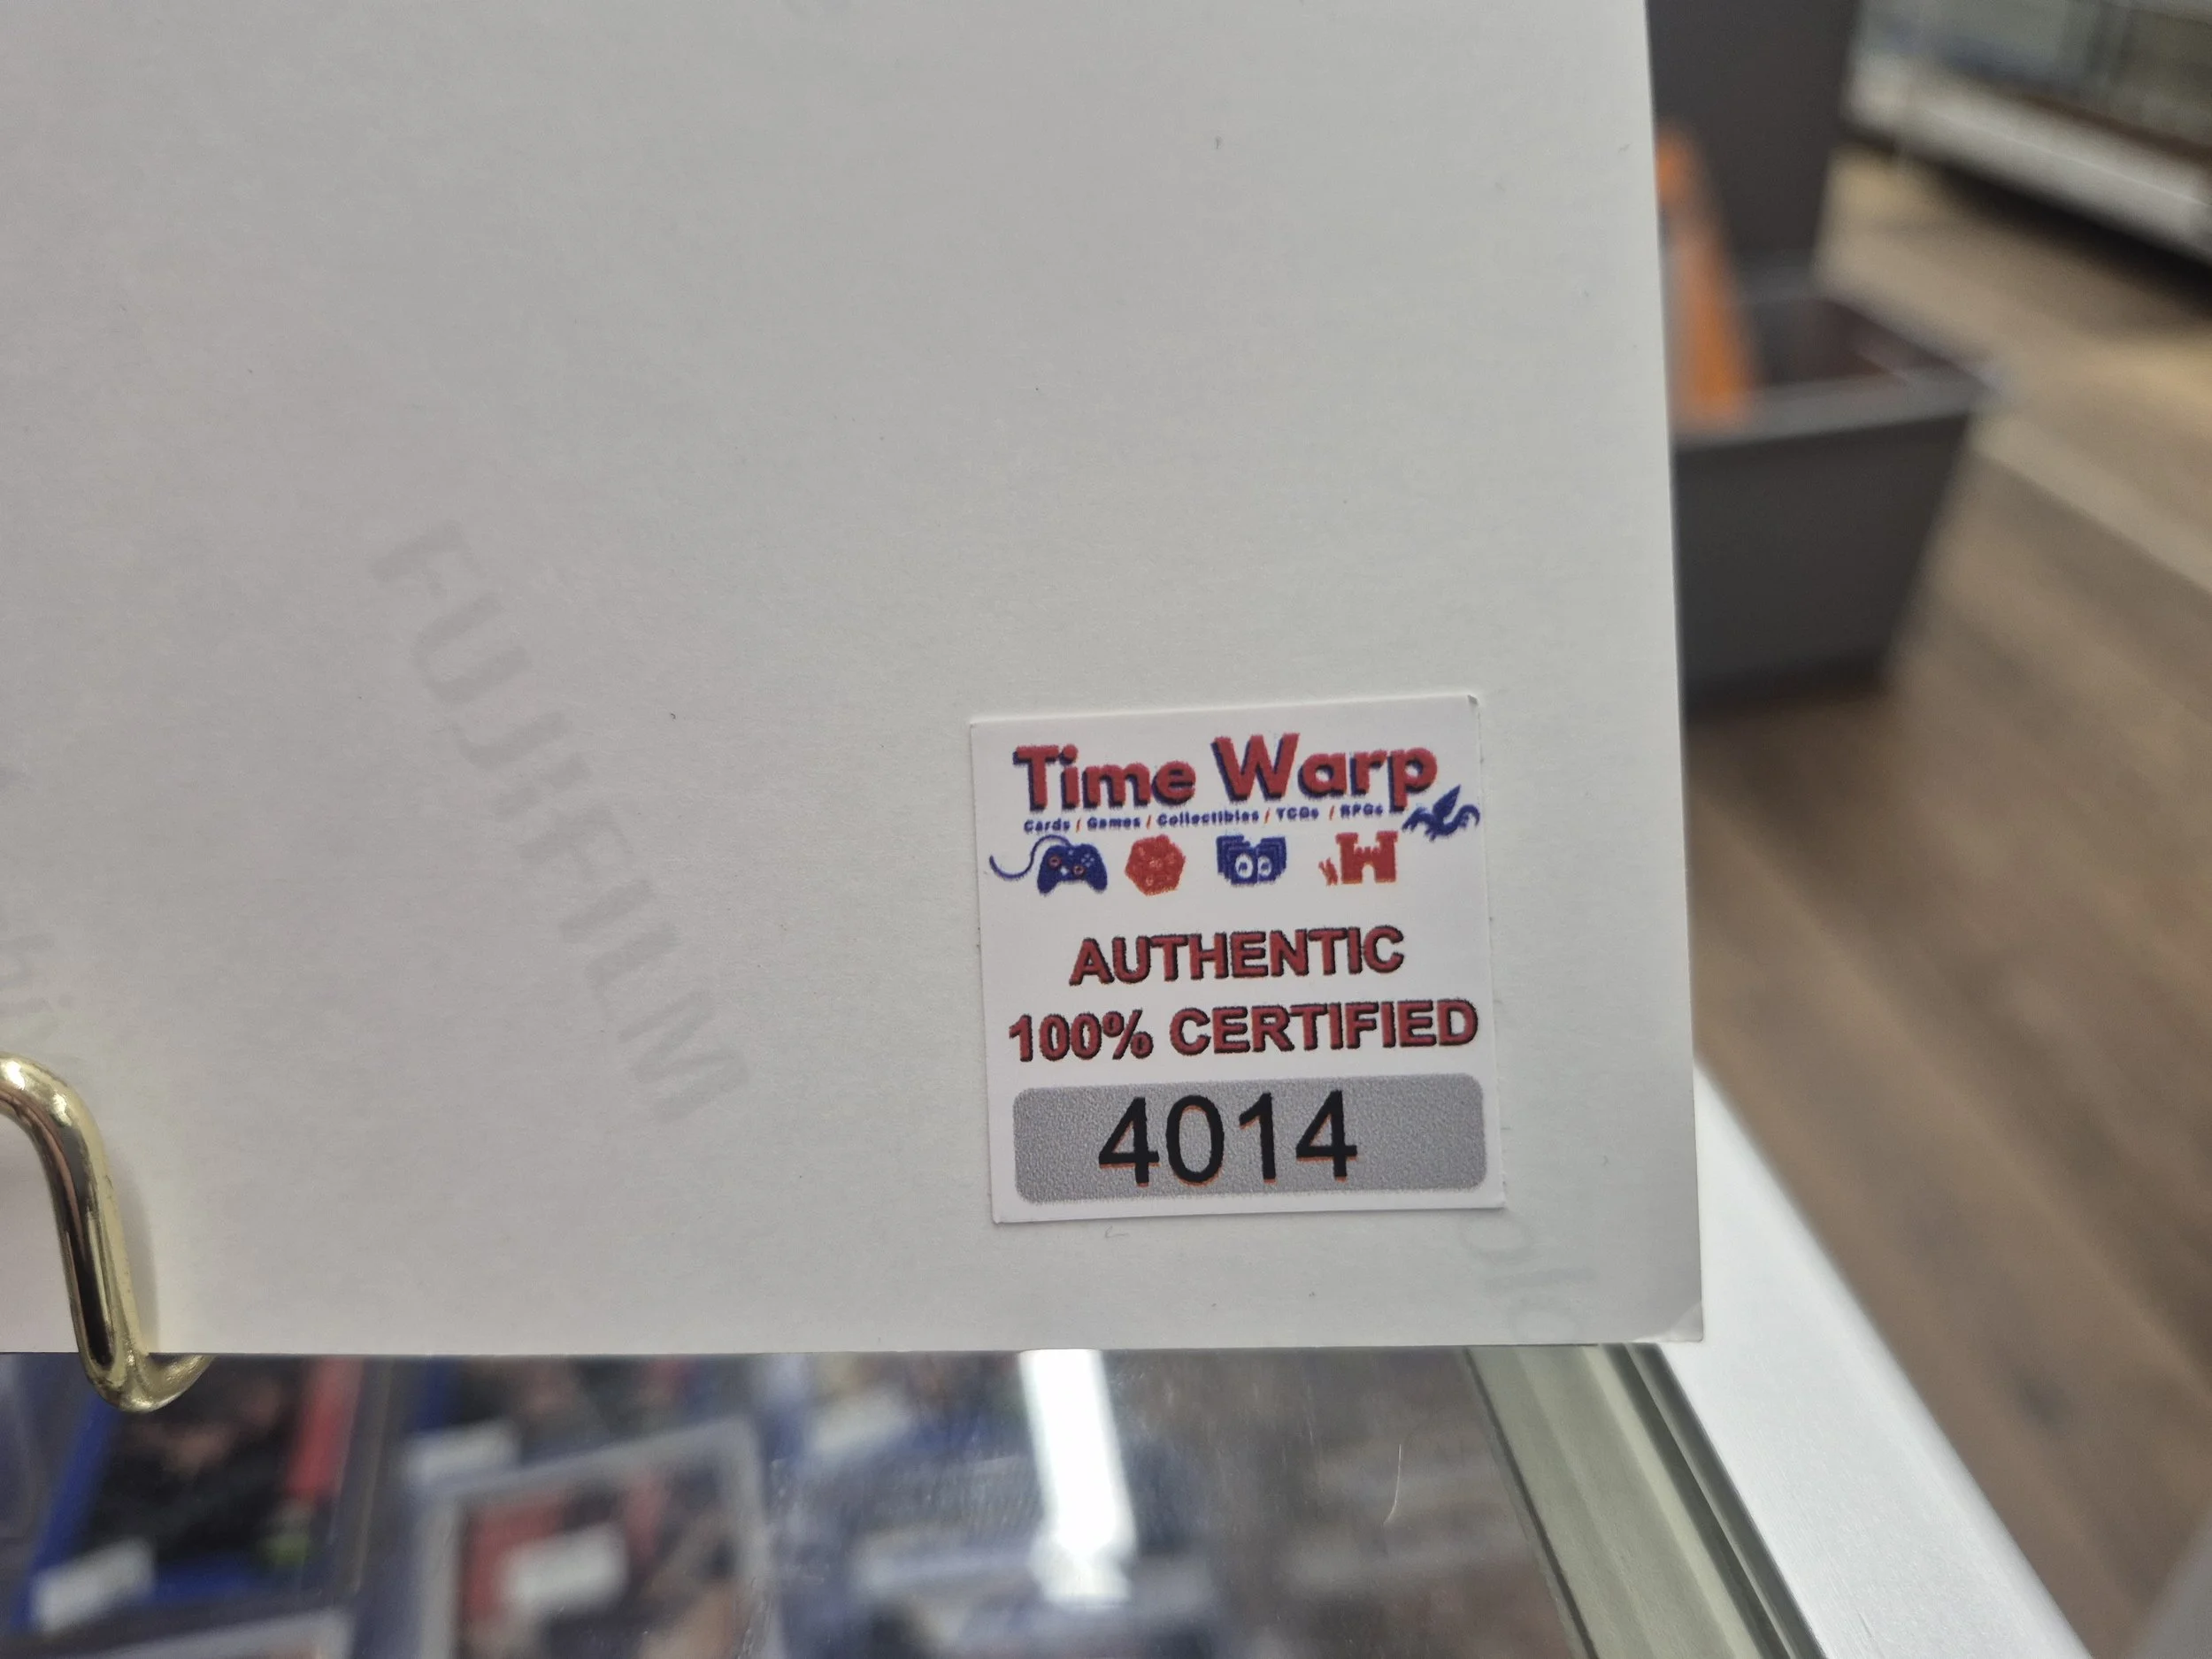 FUJIFILM
Time Warp
Cards / Games / Collectibles / TCGs / RPGs
AUTHENTIC
100% CERTIFIED
4014